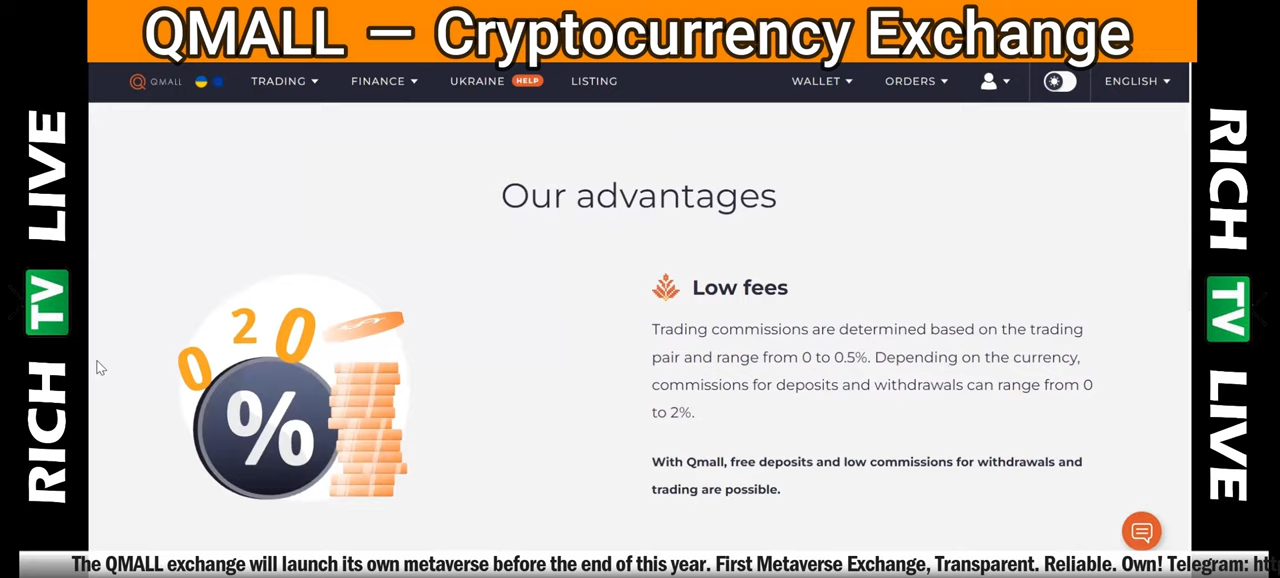 QMALL — Cryptocurrency Exchange
QMALL TRADING FINANCE UKRAINE HELP LISTING WALLET ORDERS ENGLISH
RICH TV LIVE
RICH TV LIVE
Our advantages
0 2 0
%
Low fees
Trading commissions are determined based on the trading
pair and range from 0 to 0.5%. Depending on the currency,
commissions for deposits and withdrawals can range from 0
to 2%.
With Qmall, free deposits and low commissions for withdrawals and
trading are possible.
The QMALL exchange will launch its own metaverse before the end of this year. First Metaverse Exchange, Transparent. Reliable. Own! Telegram: